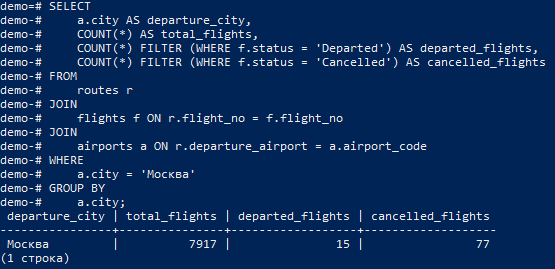 demo=# SELECT
demo-#     a.city AS departure_city,
demo-#     COUNT(*) AS total_flights,
demo-#     COUNT(*) FILTER (WHERE f.status = 'Departed') AS departed_flights,
demo-#     COUNT(*) FILTER (WHERE f.status = 'Cancelled') AS cancelled_flights
demo-# FROM
demo-#     routes r
demo-# JOIN
demo-#     flights f ON r.flight_no = f.flight_no
demo-# JOIN
demo-#     airports a ON r.departure_airport = a.airport_code
demo-# WHERE
demo-#     a.city = 'Москва'
demo-# GROUP BY
demo-#     a.city;
 departure_city | total_flights | departed_flights | cancelled_flights
----------------+---------------+------------------+-------------------
 Москва         |          7917 |               15 |                77
(1 строка)